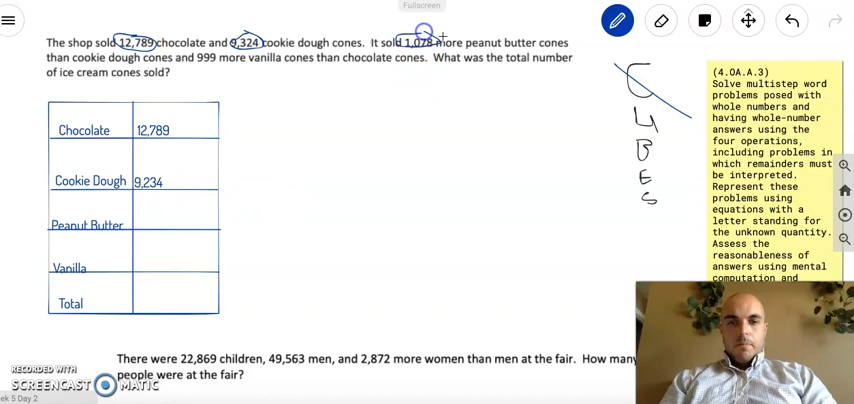 Fullscreen
The shop sold 12,789 chocolate and 9,324 cookie dough cones. It sold 1,078 more peanut butter cones
than cookie dough cones and 999 more vanilla cones than chocolate cones. What was the total number
of ice cream cones sold?
Chocolate 12,789
Cookie Dough 9,234
Peanut Butter
Vanilla
Total
C
U
B
E
S
(4.OA.A.3)
Solve multistep word
problems posed with
whole numbers and
having whole-number
answers using the
four operations,
including problems in
which remainders must
be interpreted.
Represent these
problems using
equations with a
letter standing for
the unknown quantity.
Assess the
reasonableness of
answers using mental
computation and
There were 22,869 children, 49,563 men, and 2,872 more women than men at the fair. How many
people were at the fair?
RECORDED WITH
SCREENCAST MATIC
ek 5 Day 2